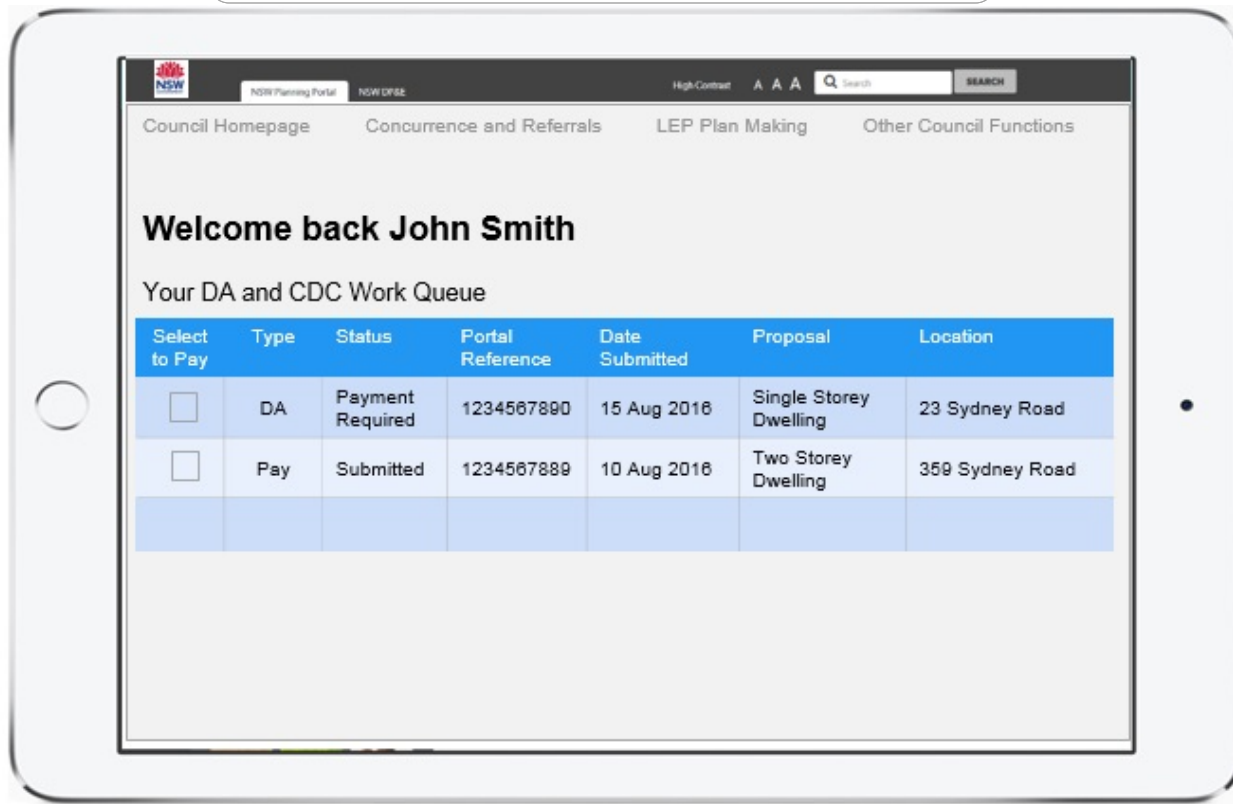 NSW
NSW Planning Portal NSW DP&E High Contrast A A A Search SEARCH
Council Homepage Concurrence and Referrals LEP Plan Making Other Council Functions
Welcome back John Smith
Your DA and CDC Work Queue
Select to Pay Type Status Portal Reference Date Submitted Proposal Location
DA Payment Required 1234567890 15 Aug 2016 Single Storey Dwelling 23 Sydney Road
Pay Submitted 1234567889 10 Aug 2016 Two Storey Dwelling 359 Sydney Road